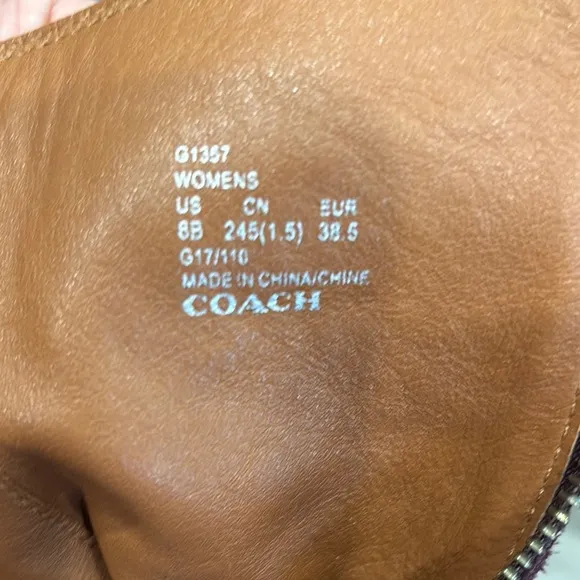 G1357
WOMENS
US CN EUR
8B 245(1.5) 38.5
G17/110
MADE IN CHINA/CHINE
COACH